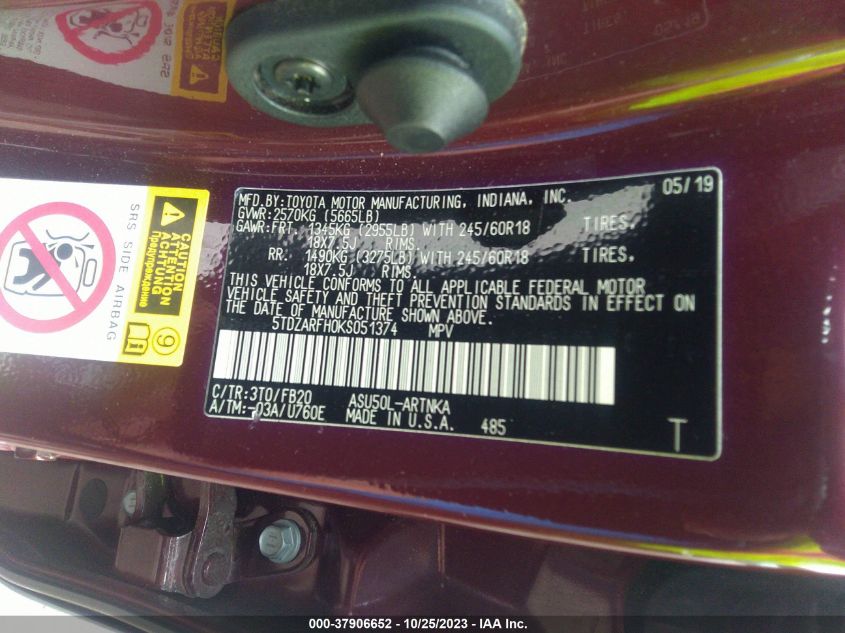 MFD. BY: TOYOTA MOTOR MANUFACTURING, INDIANA, INC. 05/19
GVWR: 2570KG (5665LB)
GAWR: FRT. 1345KG (2955LB) WITH 245/60R18 TIRES.
18X7.5J RIMS.
RR. 1490KG (3275LB) WITH 245/60R18 TIRES.
18X7.5J RIMS.
THIS VEHICLE CONFORMS TO ALL APPLICABLE FEDERAL MOTOR
VEHICLE SAFETY AND THEFT PREVENTION STANDARDS IN EFFECT ON
THE DATE OF MANUFACTURE SHOWN ABOVE.
5TDZARFH0KS051374 MPV
C/TR: 3T0/FB20 ASU50L-ARTNKA
A/TM: -03A/U760E MADE IN U.S.A. 485 T
SRS SIDE AIRBAG
CAUTION
ATTENTION
ACHTUNG
Предупреждение
9
000-37906652 - 10/25/2023 - IAA Inc.